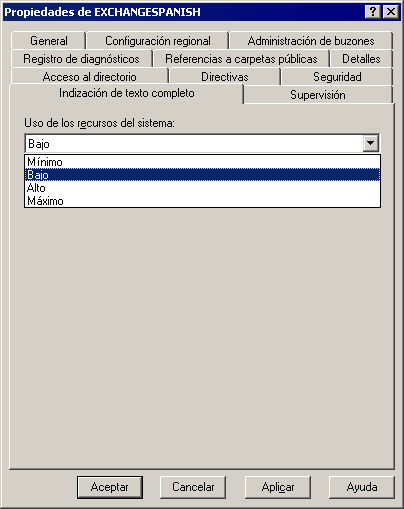 Propiedades de EXCHANGESPANISH
General Configuración regional Administración de buzones
Registro de diagnósticos Referencias a carpetas públicas Detalles
Acceso al directorio Directivas Seguridad
Indización de texto completo Supervisión
Uso de los recursos del sistema:
Bajo
Mínimo
Bajo
Alto
Máximo
Aceptar Cancelar Aplicar Ayuda